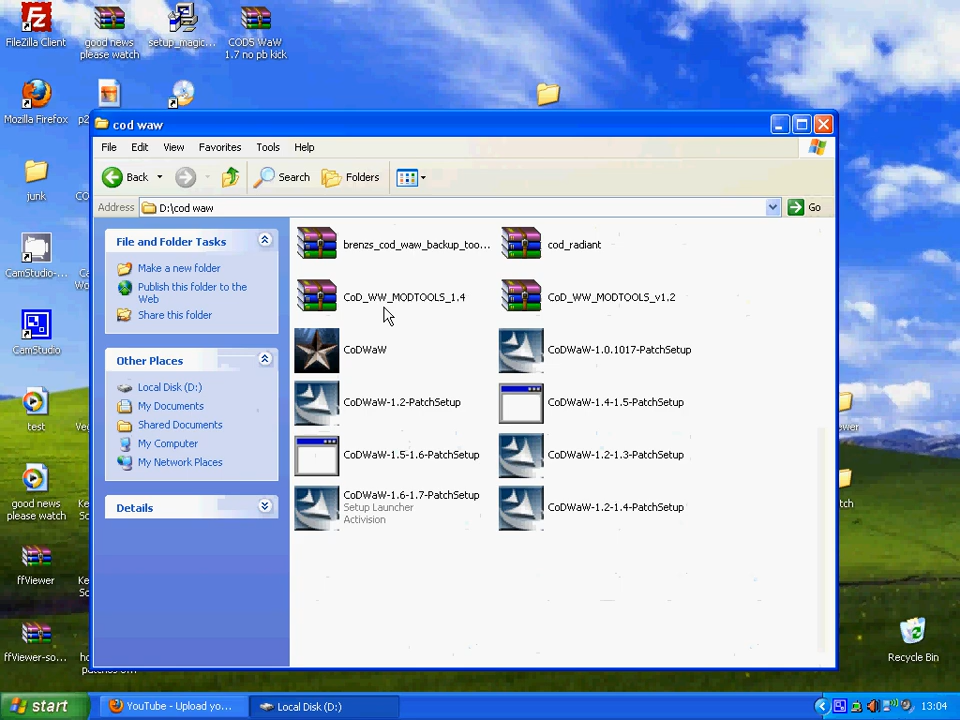 FileZilla Client
good news
please watch
setup_magic...
COD5 WaW
1.7 no pb kick
Mozilla Firefox
junk
CamStudio-...
CamStudio
test
good news
please watch
ffViewer
ffViewer-so...
cod waw
File Edit View Favorites Tools Help
Back Search Folders
Address D:\cod waw Go
File and Folder Tasks
Make a new folder
Publish this folder to the
Web
Share this folder
Other Places
Local Disk (D:)
My Documents
Shared Documents
My Computer
My Network Places
Details
brenzs_cod_waw_backup_too...
cod_radiant
CoD_WW_MODTOOLS_1.4
CoD_WW_MODTOOLS_v1.2
CoDWaW
CoDWaW-1.0.1017-PatchSetup
CoDWaW-1.2-PatchSetup
CoDWaW-1.4-1.5-PatchSetup
CoDWaW-1.5-1.6-PatchSetup
CoDWaW-1.2-1.3-PatchSetup
CoDWaW-1.6-1.7-PatchSetup
Setup Launcher
Activision
CoDWaW-1.2-1.4-PatchSetup
Recycle Bin
start
YouTube - Upload yo...
Local Disk (D:)
13:04